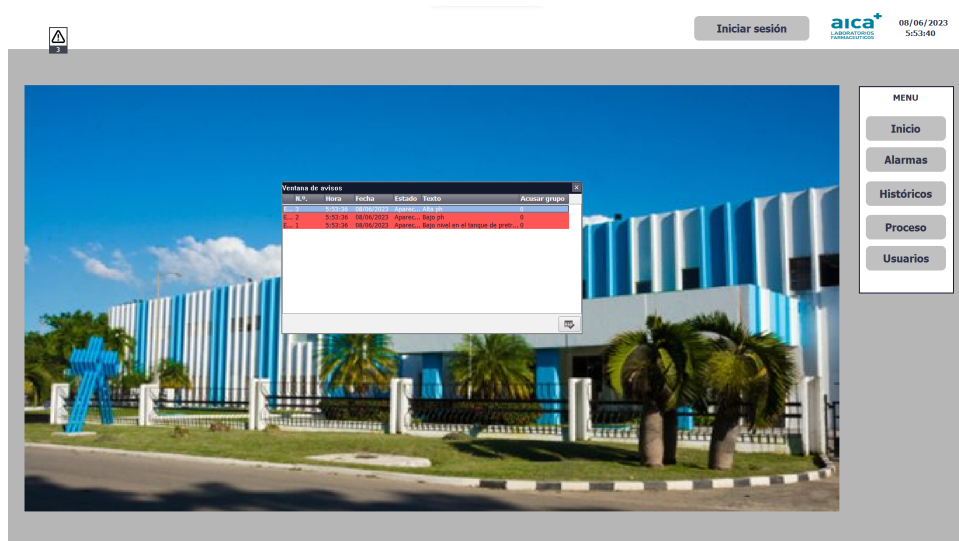 3
Iniciar sesión
aica+
LABORATORIOS
FARMACÉUTICOS
08/06/2023
5:53:40
MENU
Inicio
Alarmas
Históricos
Proceso
Usuarios
Ventana de avisos
N.º. Hora Fecha Estado Texto Acusar grupo
E... 3 5:53:36 08/06/2023 Aparec... Alta ph 0
E... 2 5:53:36 08/06/2023 Aparec... Bajo ph 0
E... 1 5:53:36 08/06/2023 Aparec... Bajo nivel en el tanque de pretr... 0